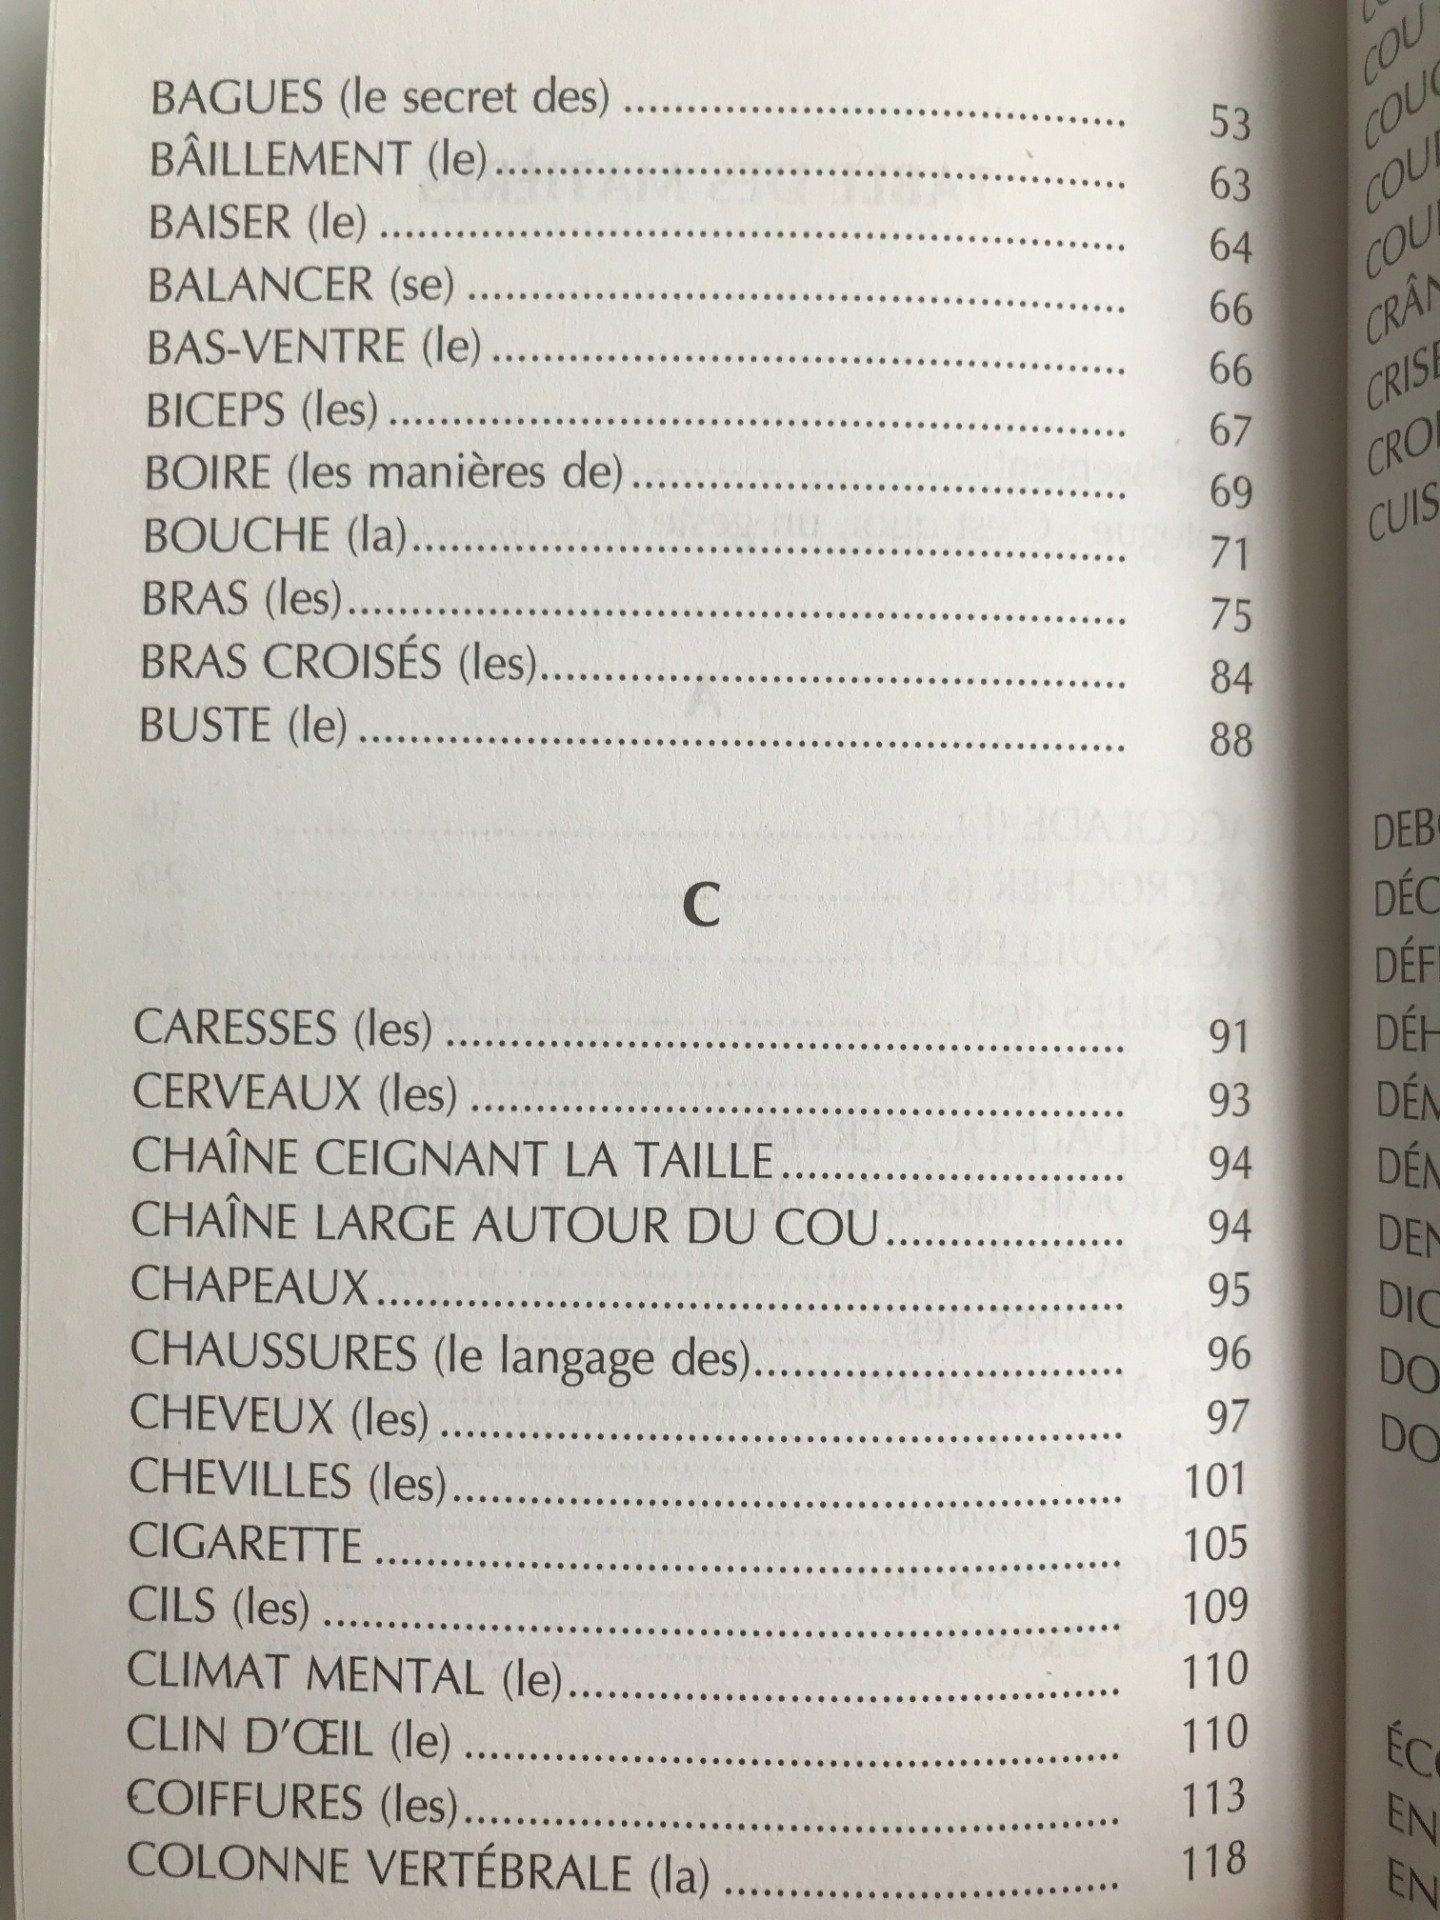 BAGUES (le secret des) ........................................ 53
BÂILLEMENT (le) .................................................. 63
BAISER (le) ........................................................... 64
BALANCER (se) .................................................... 66
BAS-VENTRE (le) .................................................. 66
BICEPS (les) .......................................................... 67
BOIRE (les manières de) ....................................... 69
BOUCHE (la) ........................................................ 71
BRAS (les) ............................................................. 75
BRAS CROISÉS (les) .............................................. 84
BUSTE (le) ............................................................ 88
C
CARESSES (les) ..................................................... 91
CERVEAUX (les) ................................................... 93
CHAÎNE CEIGNANT LA TAILLE ........................... 94
CHAÎNE LARGE AUTOUR DU COU ................... 94
CHAPEAUX ........................................................... 95
CHAUSSURES (le langage des) ............................. 96
CHEVEUX (les) ..................................................... 97
CHEVILLES (les) .................................................... 101
CIGARETTE ........................................................... 105
CILS (les) ............................................................... 109
CLIMAT MENTAL (le) ........................................... 110
CLIN D'ŒIL (le) ................................................... 110
COIFFURES (les) ................................................... 113
COLONNE VERTÉBRALE (la) ............................... 118
COU